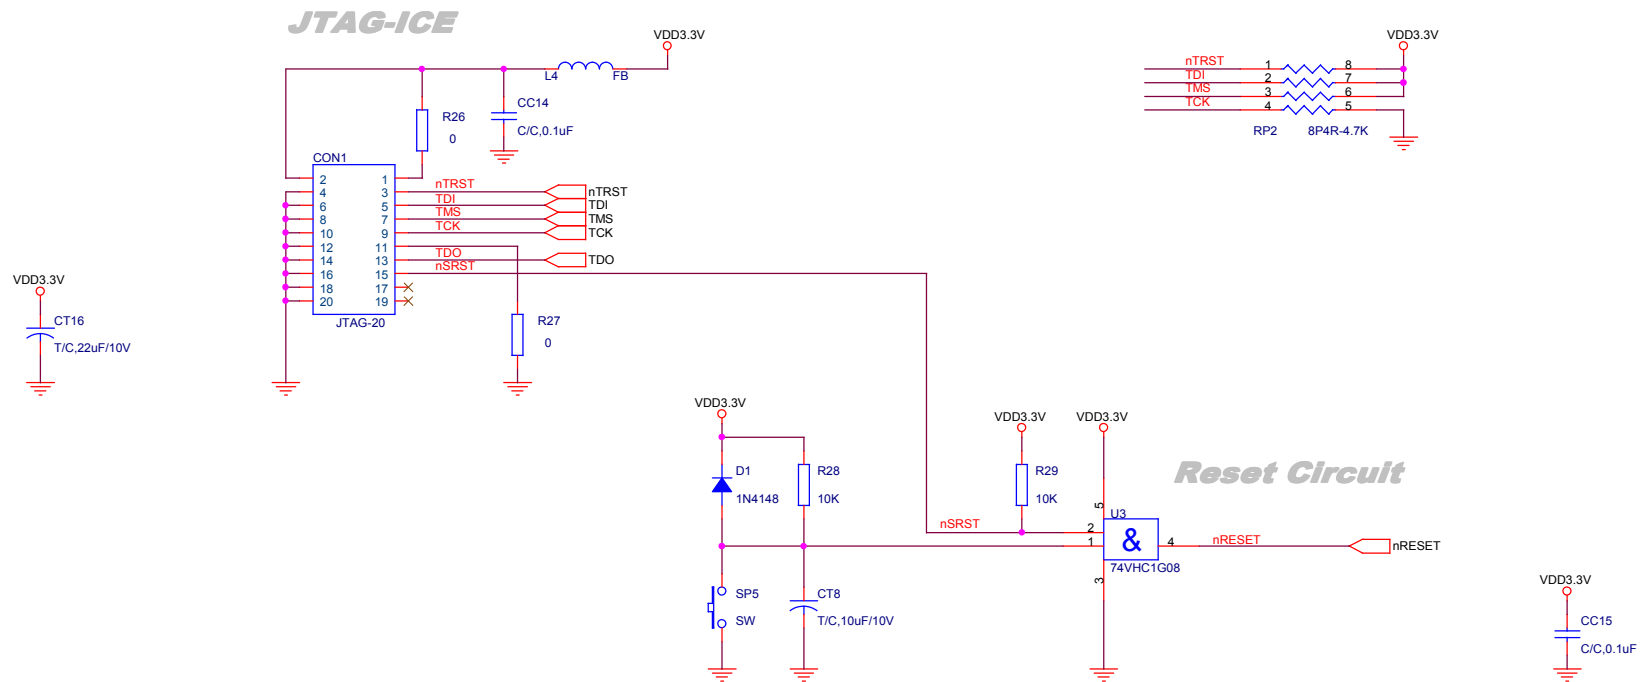 JTAG-ICE
VDD3.3V
L4 FB
CC14
C/C,0.1uF
R26
0
CON1
2 1
4 3
6 5
8 7
10 9
12 11
14 13
16 15
18 17
20 19
JTAG-20
nTRST nTRST
TDI TDI
TMS TMS
TCK TCK
TDO TDO
nSRST
R27
0
VDD3.3V
CT16
T/C,22uF/10V
VDD3.3V
nTRST 1 8
TDI 2 7
TMS 3 6
TCK 4 5
RP2 8P4R-4.7K
Reset Circuit
VDD3.3V
D1
1N4148
R28
10K
SP5
SW
CT8
T/C,10uF/10V
VDD3.3V
R29
10K
VDD3.3V
5
U3
nSRST 2
1
&
4 nRESET nRESET
74VHC1G08
3
VDD3.3V
CC15
C/C,0.1uF